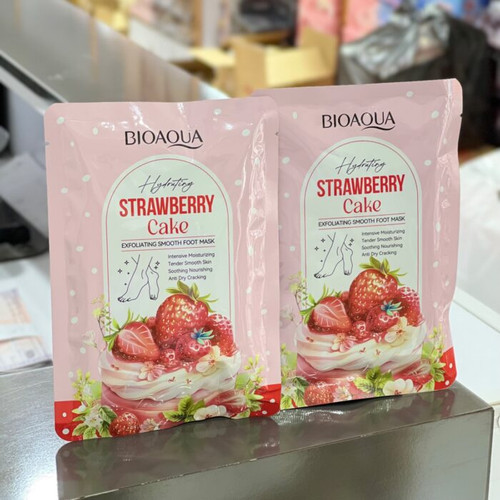 BIOAQUA
Hydrating
STRAWBERRY
Cake
EXFOLIATING SMOOTH FOOT MASK
Intensive Moisturizing
Tender Smooth Skin
Soothing Nourishing
Anti Dry Cracking
BIOAQUA
Hydrating
STRAWBERRY
Cake
EXFOLIATING SMOOTH FOOT MASK
Intensive Moisturizing
Tender Smooth Skin
Soothing Nourishing
Anti Dry Cracking